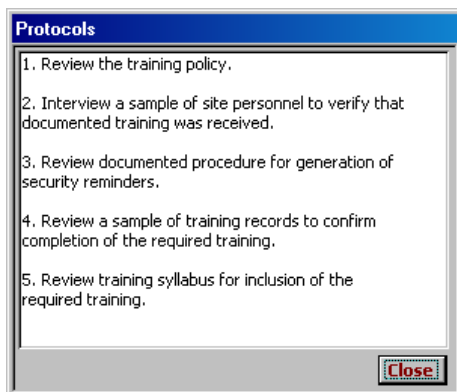 Protocols
1. Review the training policy.
2. Interview a sample of site personnel to verify that
documented training was received.
3. Review documented procedure for generation of
security reminders.
4. Review a sample of training records to confirm
completion of the required training.
5. Review training syllabus for inclusion of the
required training.
Close